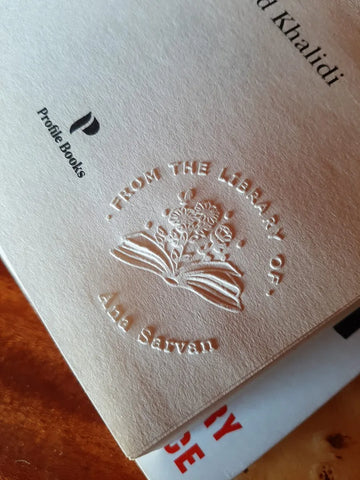 d Khalidi
Profile Books
· FROM THE LIBRARY OF ·
Ana Sarvan
RY
CE